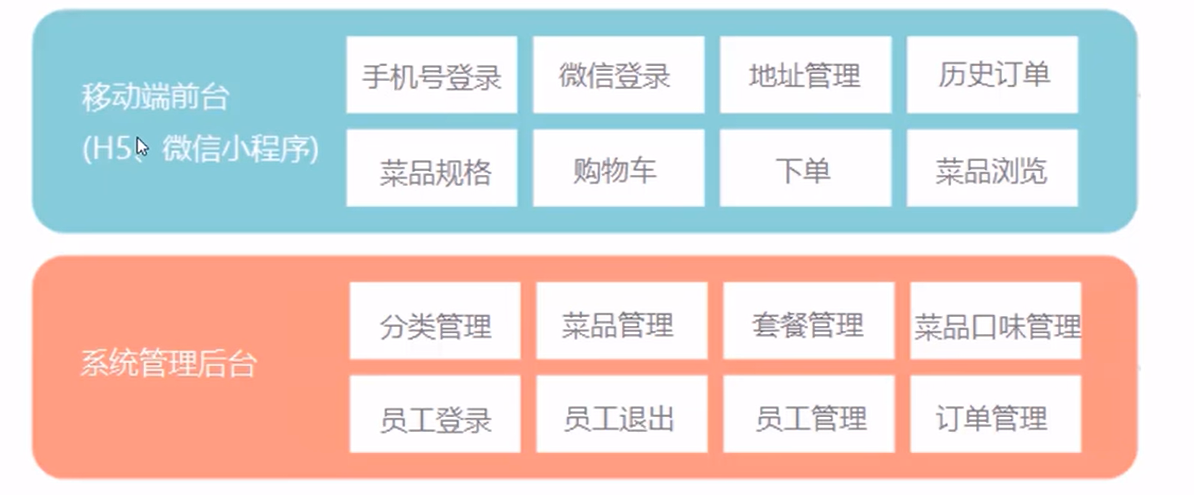 移动端前台
(H5、微信小程序)
手机号登录 微信登录 地址管理 历史订单
菜品规格 购物车 下单 菜品浏览
系统管理后台
分类管理 菜品管理 套餐管理 菜品口味管理
员工登录 员工退出 员工管理 订单管理